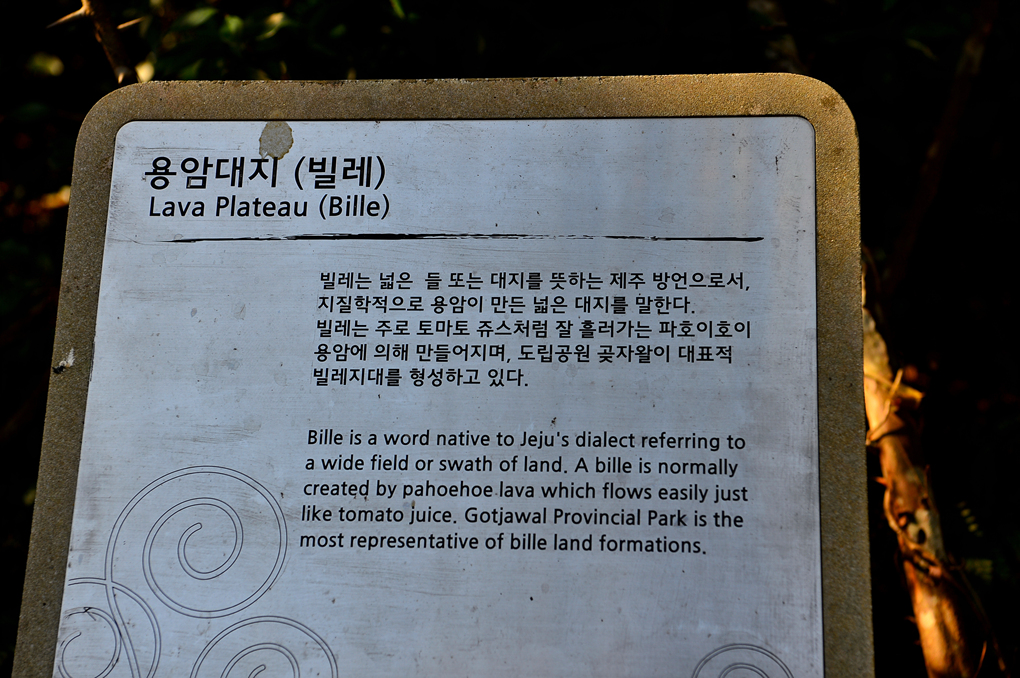 용암대지 (빌레)
Lava Plateau (Bille)
빌레는 넓은 들 또는 대지를 뜻하는 제주 방언으로서,
지질학적으로 용암이 만든 넓은 대지를 말한다.
빌레는 주로 토마토 쥬스처럼 잘 흘러가는 파호이호이
용암에 의해 만들어지며, 도립공원 곶자왈이 대표적
빌레지대를 형성하고 있다.
Bille is a word native to Jeju's dialect referring to
a wide field or swath of land. A bille is normally
created by pahoehoe lava which flows easily just
like tomato juice. Gotjawal Provincial Park is the
most representative of bille land formations.